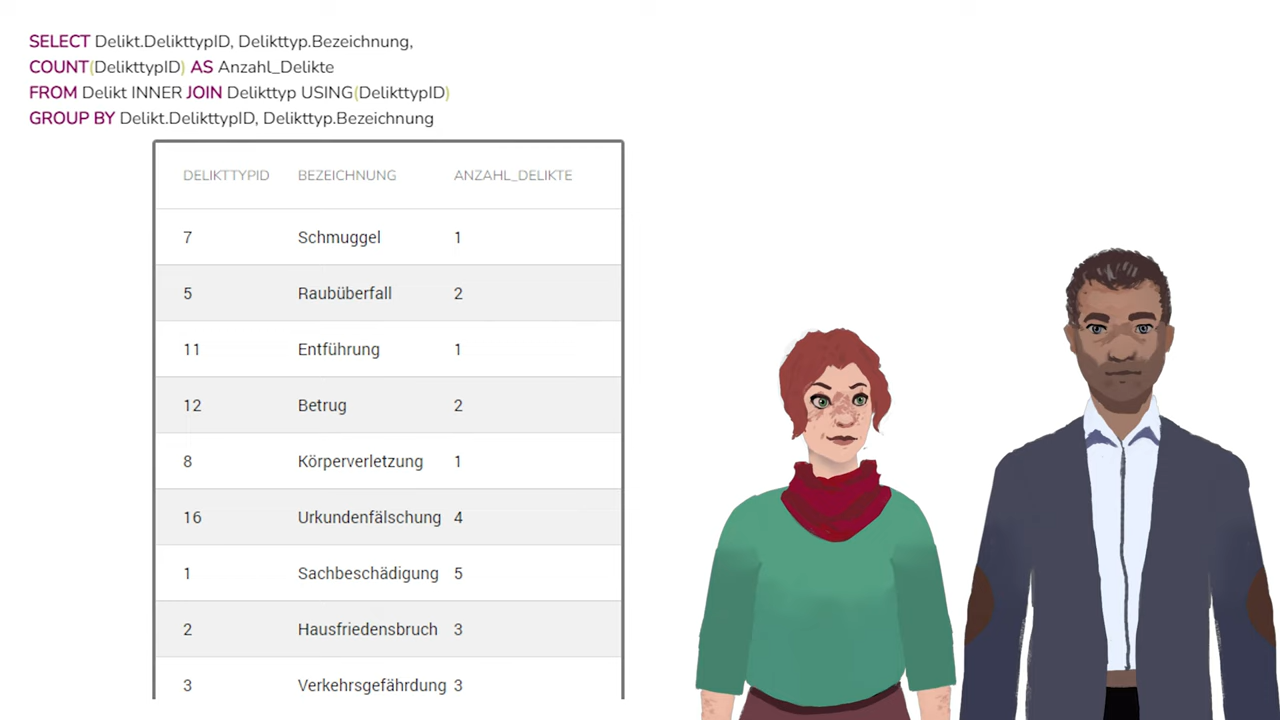 SELECT Delikt.DelikttypID, Delikttyp.Bezeichnung,
COUNT(DelikttypID) AS Anzahl_Delikte
FROM Delikt INNER JOIN Delikttyp USING(DelikttypID)
GROUP BY Delikt.DelikttypID, Delikttyp.Bezeichnung
DELIKTTYPID BEZEICHNUNG ANZAHL_DELIKTE
7 Schmuggel 1
5 Raubüberfall 2
11 Entführung 1
12 Betrug 2
8 Körperverletzung 1
16 Urkundenfälschung 4
1 Sachbeschädigung 5
2 Hausfriedensbruch 3
3 Verkehrsgefährdung 3